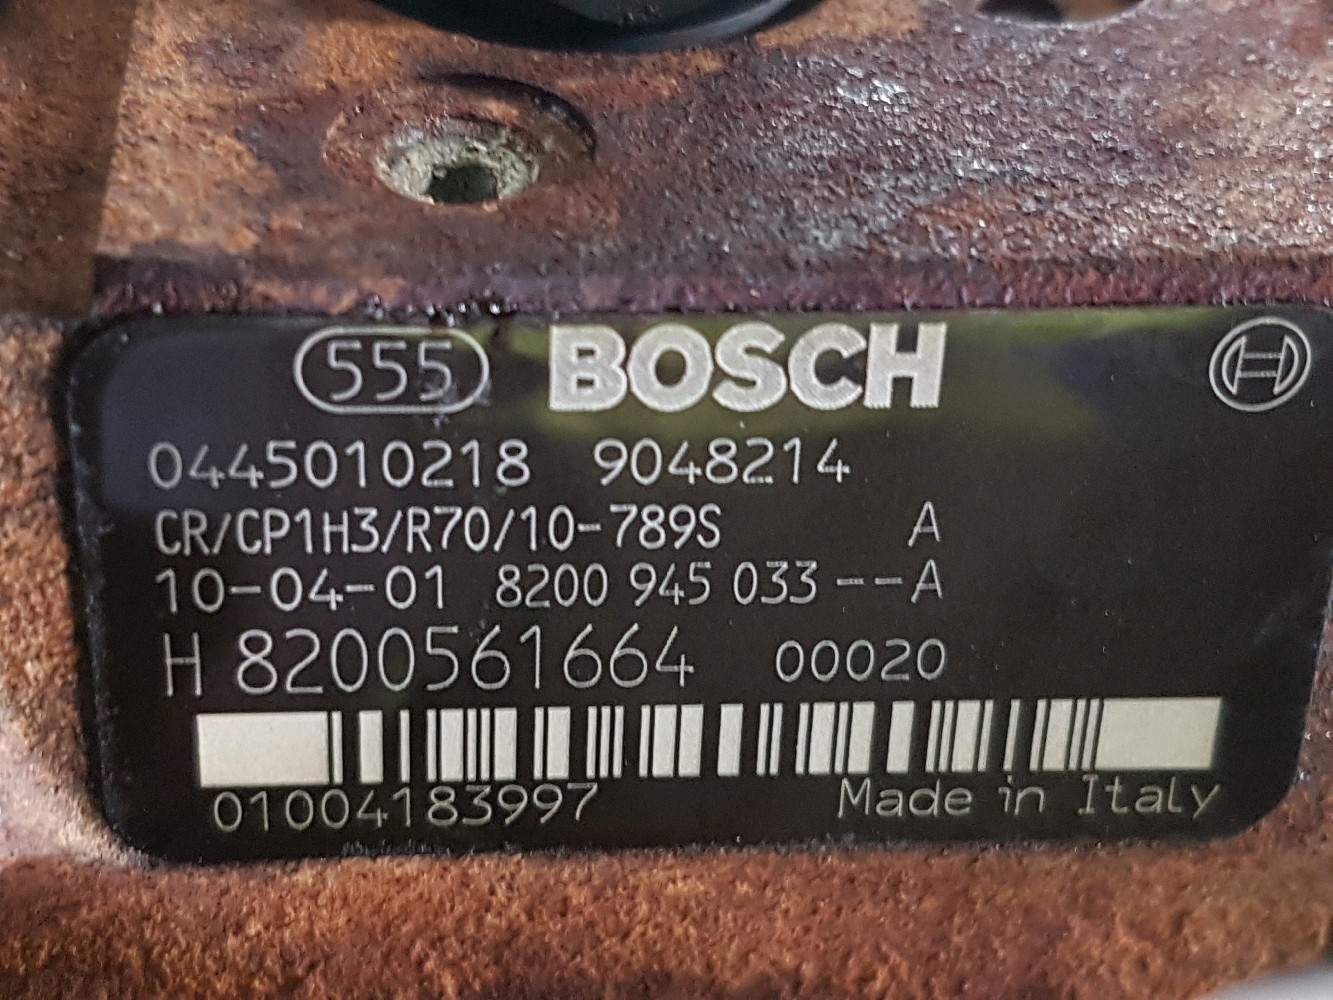 555 BOSCH
0445010218 9048214
CR/CP1H3/R70/10-789S A
10-04-01 8200 945 033---A
H 8200561664 00020
01004183997 Made in Italy